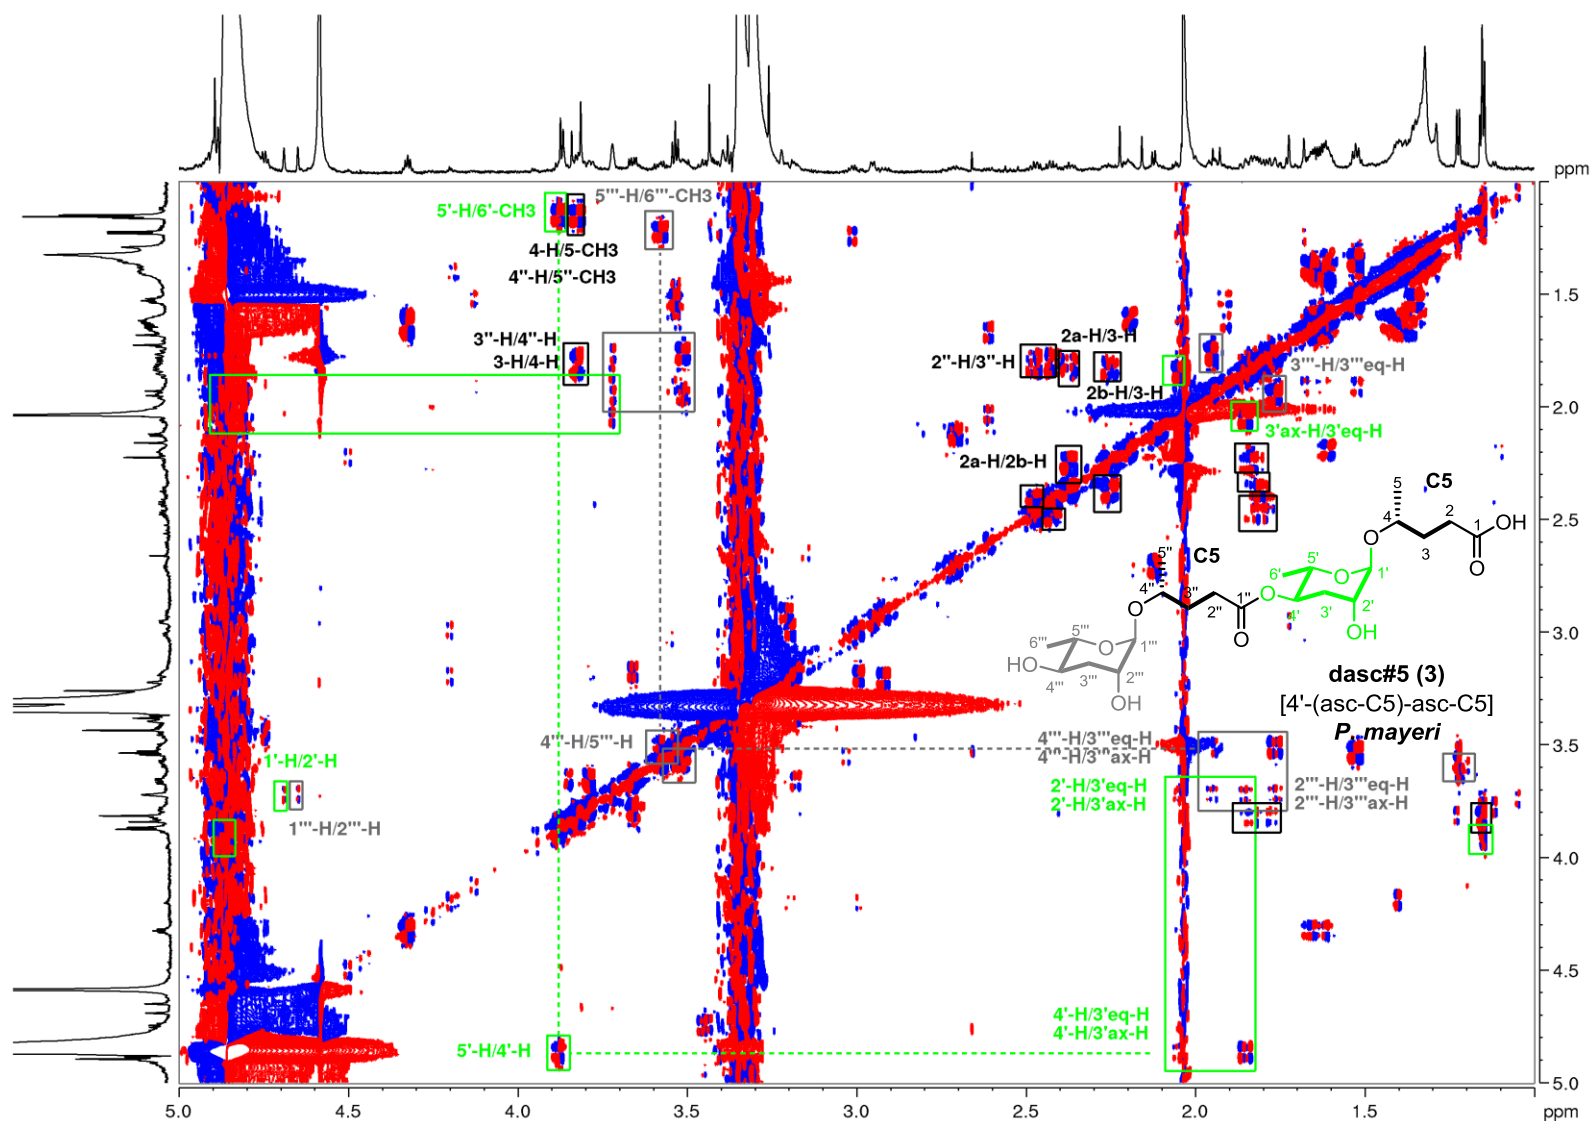 ppm
5'-H/6'-CH3
5'''-H/6'''-CH3
4-H/5-CH3
4''-H/5''-CH3
1.5
3''-H/4''-H
3-H/4-H
2a-H/3-H
2''-H/3''-H
3'''-H/3'''eq-H
2b-H/3-H
2.0
3'ax-H/3'eq-H
2a-H/2b-H
5
C5
2.5
4
2
1
OH
O
3
O
5''
C5
5'
6'
O
1'
4''
3''
1''
O
4'
3'
2'
2''
O
O
OH
3.0
6'''
5'''
O
1'''
HO
4'''
3'''
2'''
OH
dasc#5 (3)
[4'-(asc-C5)-asc-C5]
P. mayeri
4'''-H/5'''-H
4'''-H/3'''eq-H
4'''-H/3'''ax-H
3.5
1'-H/2'-H
2'-H/3'eq-H
2'-H/3'ax-H
2'''-H/3'''eq-H
2'''-H/3'''ax-H
1'''-H/2'''-H
4.0
4.5
4'-H/3'eq-H
4'-H/3'ax-H
5'-H/4'-H
5.0
5.0 4.5 4.0 3.5 3.0 2.5 2.0 1.5 ppm